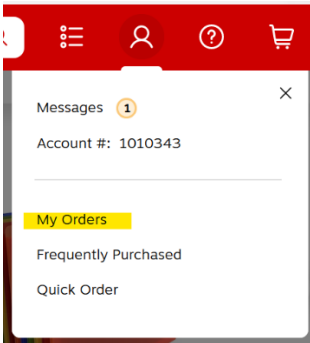 Messages 1
Account #: 1010343
My Orders
Frequently Purchased
Quick Order